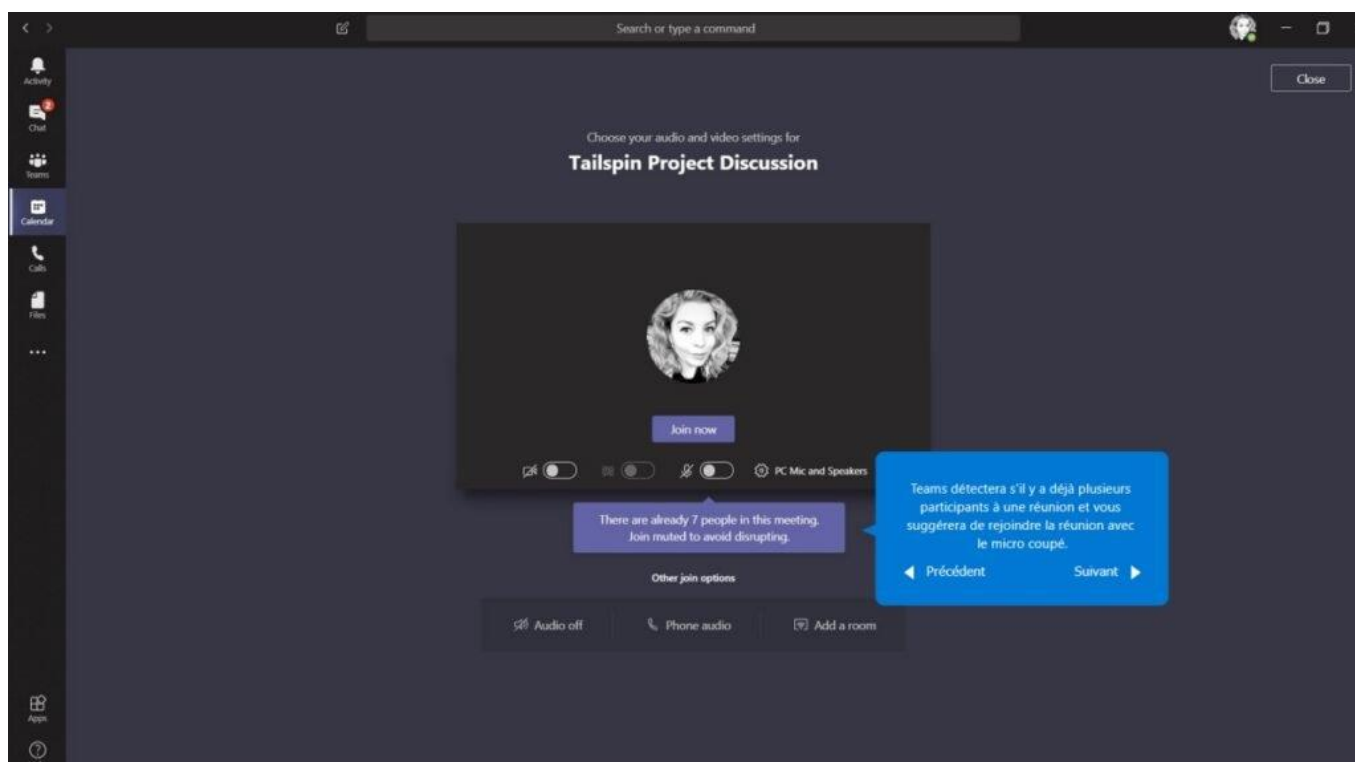 Search or type a command
Activity
2
Chat
Teams
Calendar
Calls
Files
Close
Choose your audio and video settings for
Tailspin Project Discussion
Join now
PC Mic and Speakers
There are already 7 people in this meeting.
Join muted to avoid disrupting.
Teams détectera s'il y a déjà plusieurs
participants à une réunion et vous
suggérera de rejoindre la réunion avec
le micro coupé.
Précédent Suivant
Other join options
Audio off Phone audio Add a room
Apps